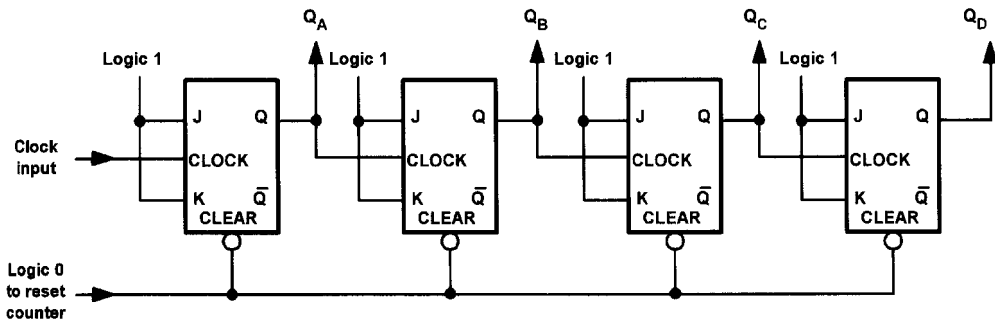 Q_A Q_B Q_C Q_D
Logic 1 Logic 1 Logic 1 Logic 1
J Q J Q J Q J Q
Clock
input
CLOCK CLOCK CLOCK CLOCK
K Q̅ K Q̅ K Q̅ K Q̅
CLEAR CLEAR CLEAR CLEAR
Logic 0
to reset
counter